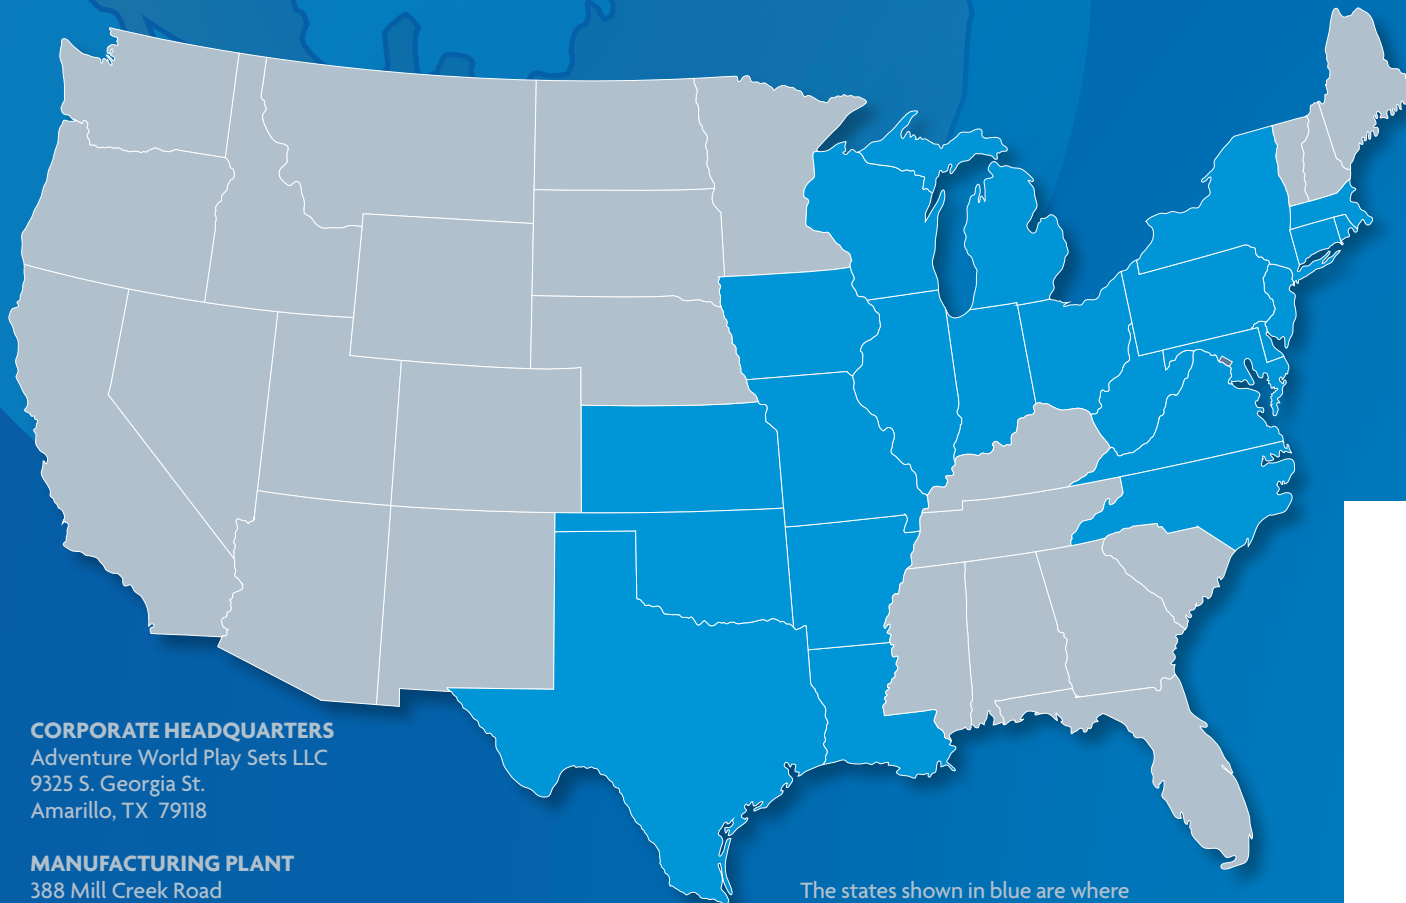 CORPORATE HEADQUARTERS
Adventure World Play Sets LLC
9325 S. Georgia St.
Amarillo, TX  79118
MANUFACTURING PLANT
388 Mill Creek Road
The states shown in blue are where